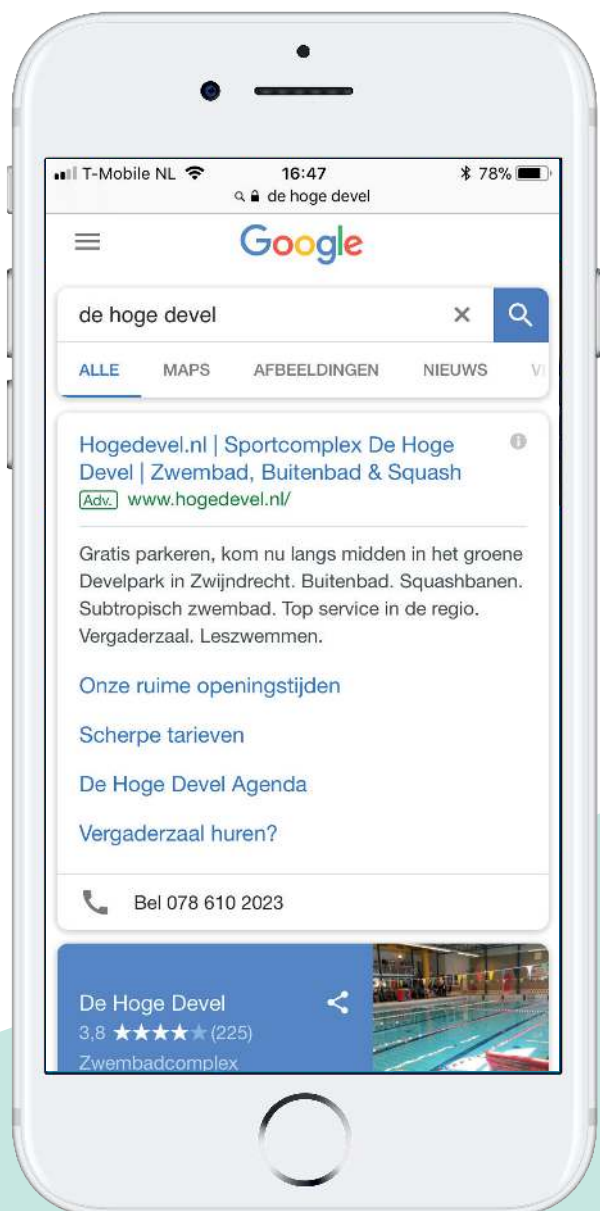 T-Mobile NL 16:47 78%
de hoge devel
Google
de hoge devel
ALLE MAPS AFBEELDINGEN NIEUWS
Hogedevel.nl | Sportcomplex De Hoge
Devel | Zwembad, Buitenbad & Squash
Adv. www.hogedevel.nl/
Gratis parkeren, kom nu langs midden in het groene
Develpark in Zwijndrecht. Buitenbad. Squashbanen.
Subtropisch zwembad. Top service in de regio.
Vergaderzaal. Leszwemmen.
Onze ruime openingstijden
Scherpe tarieven
De Hoge Devel Agenda
Vergaderzaal huren?
Bel 078 610 2023
De Hoge Devel
3,8 ★★★★★ (225)
Zwembadcomplex